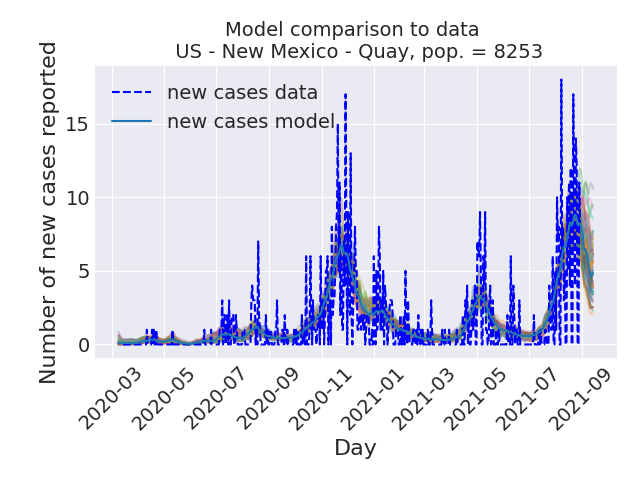 Model comparison to data
US - New Mexico - Quay, pop. = 8253
Number of new cases reported
new cases data
new cases model
15
10
5
0
2020-03
2020-05
2020-07
2020-09
2020-11
2021-01
2021-03
2021-05
2021-07
2021-09
Day